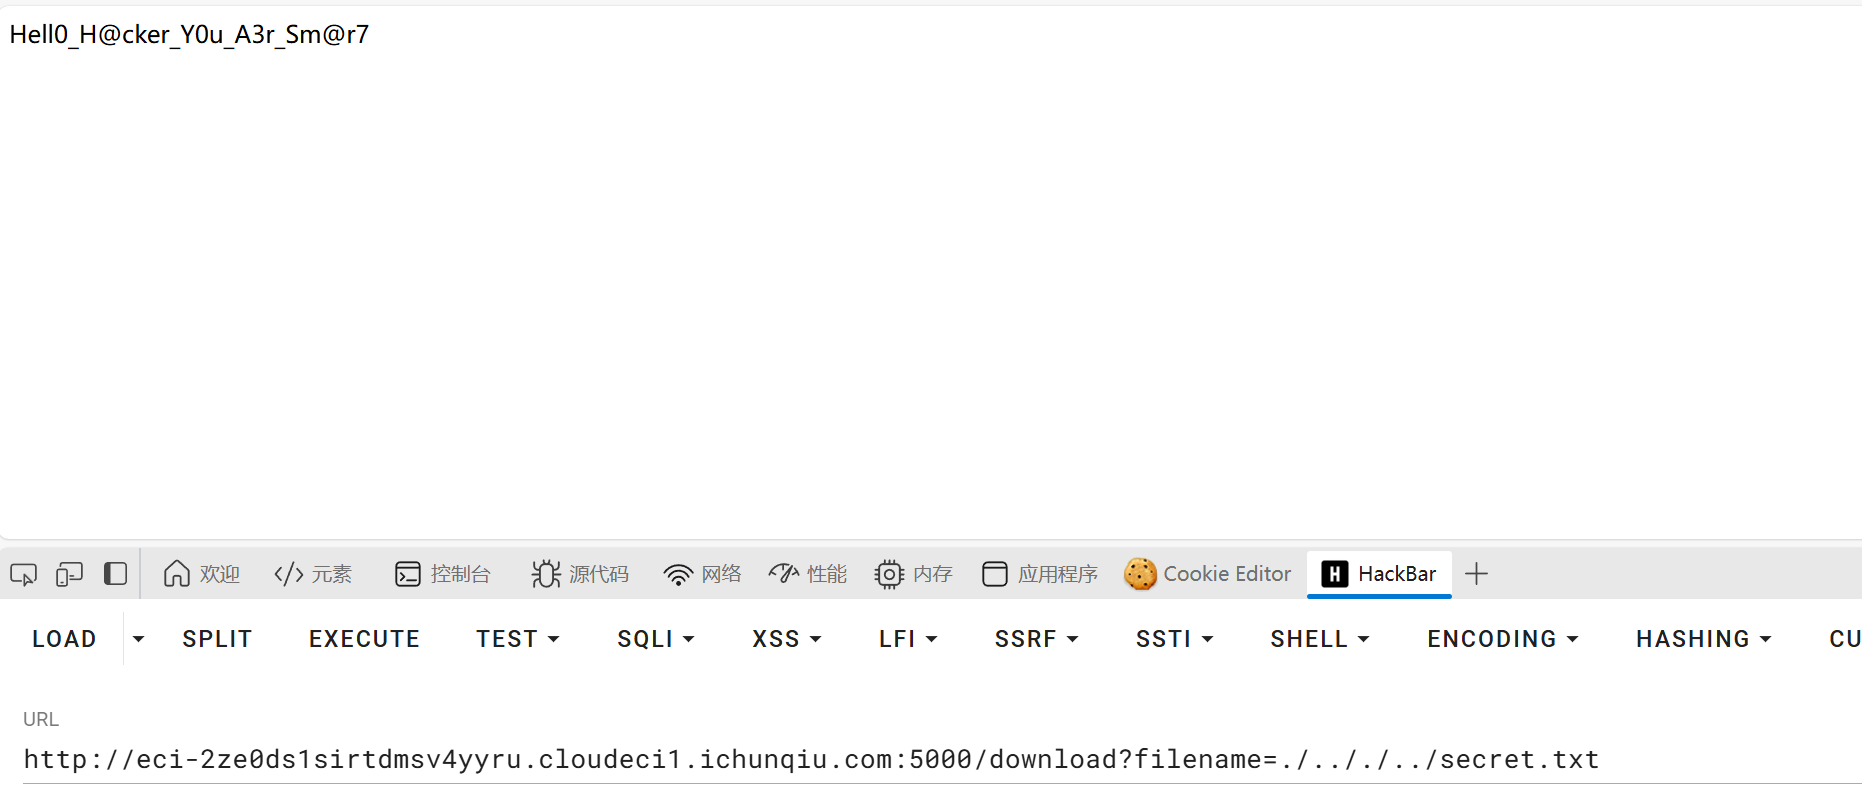 Hell0_H@cker_Y0u_A3r_Sm@r7
欢迎 元素 控制台 源代码 网络 性能 内存 应用程序 Cookie Editor HackBar
LOAD SPLIT EXECUTE TEST SQLI XSS LFI SSRF SSTI SHELL ENCODING HASHING CU
URL
http://eci-2ze0ds1sirtdmsv4yyru.cloudeci1.ichunqiu.com:5000/download?filename=./.././../secret.txt